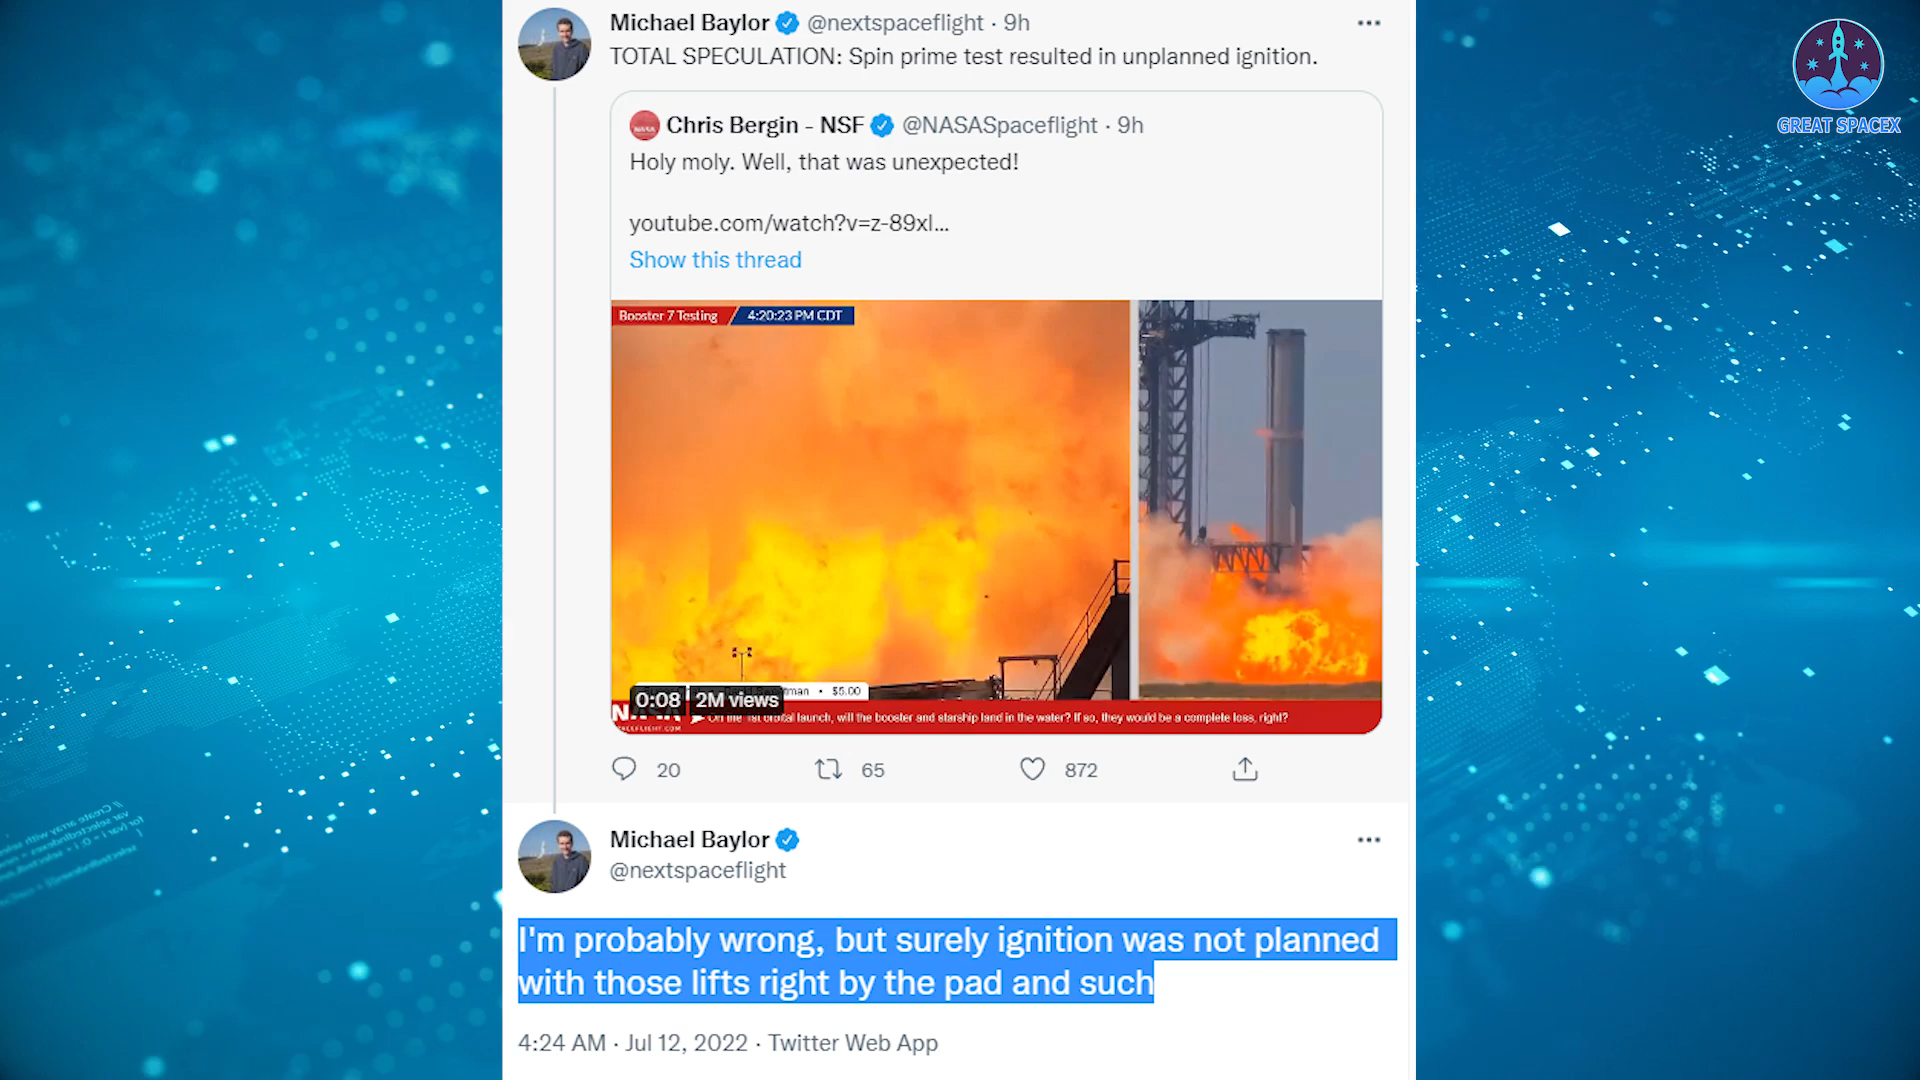 Michael Baylor @nextspaceflight · 9h
TOTAL SPECULATION: Spin prime test resulted in unplanned ignition.
Chris Bergin - NSF @NASASpaceflight · 9h
Holy moly. Well, that was unexpected!
youtube.com/watch?v=z-89xl...
Show this thread
Booster 7 Testing 4:20:23 PM CDT
0:08 2M views
• $5.00
On the 1st orbital launch, will the booster and starship land in the water? If so, they would be a complete loss, right?
20 65 872
Michael Baylor
@nextspaceflight
I'm probably wrong, but surely ignition was not planned
with those lifts right by the pad and such
4:24 AM · Jul 12, 2022 · Twitter Web App
GREAT SPACEX